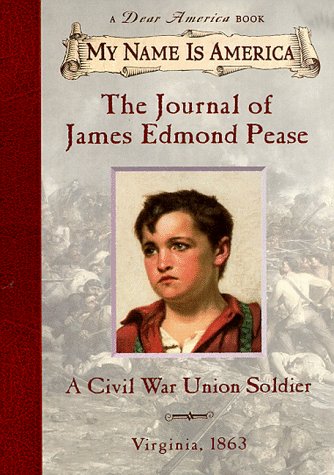 A Dear America BOOK
MY NAME IS AMERICA
The Journal of
James Edmond Pease
A Civil War Union Soldier
Virginia, 1863